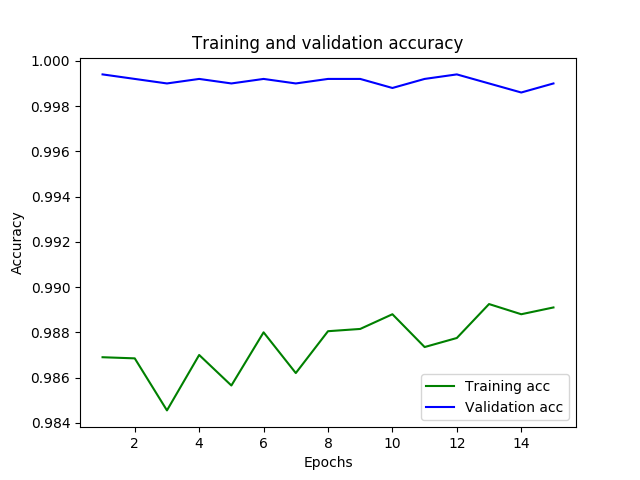 Training and validation accuracy
1.000
0.998
0.996
0.994
0.992
0.990
0.988
0.986
0.984
Accuracy
Training acc
Validation acc
2 4 6 8 10 12 14
Epochs